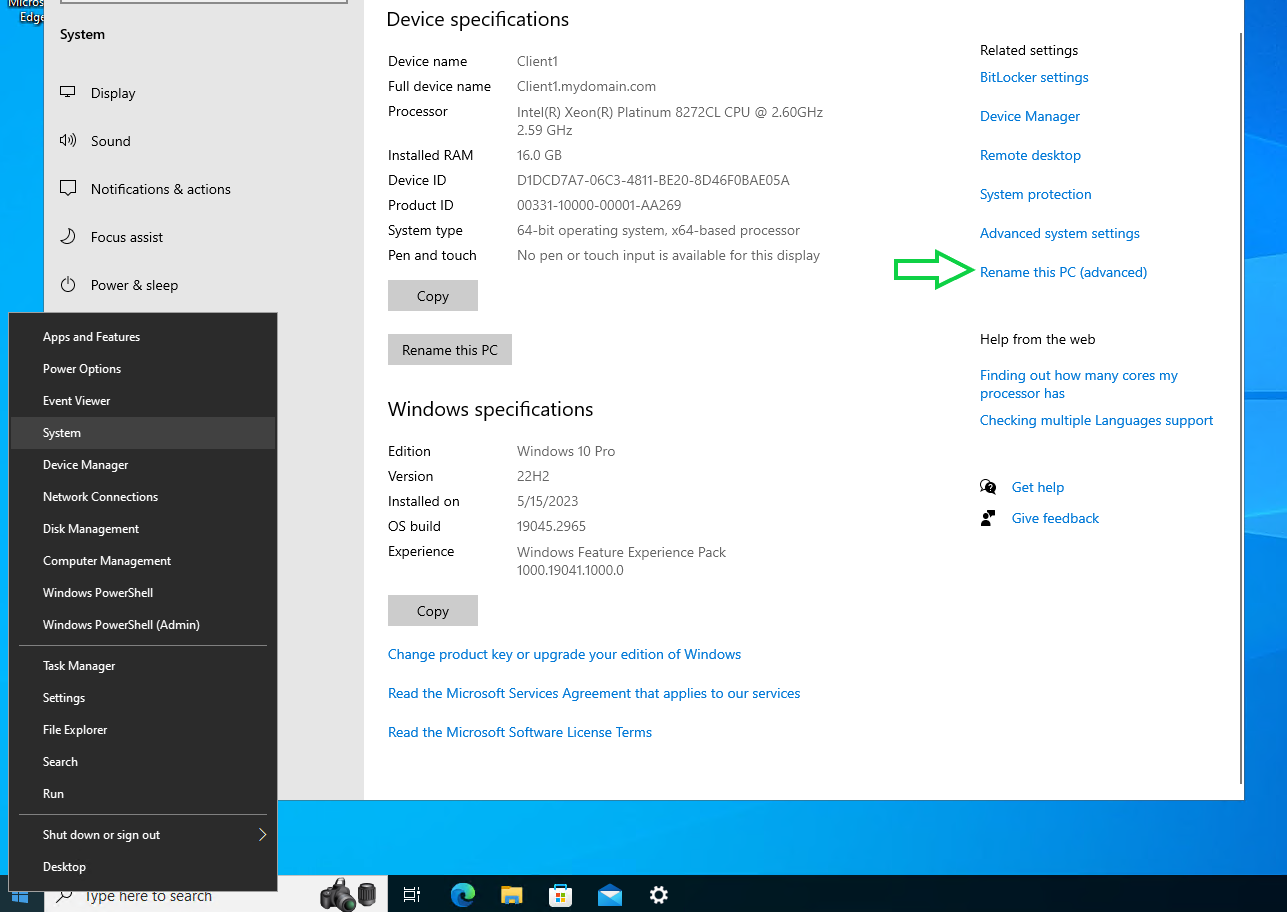 Micros
Edge
System
Display
Sound
Notifications & actions
Focus assist
Power & sleep
Apps and Features
Power Options
Event Viewer
System
Device Manager
Network Connections
Disk Management
Computer Management
Windows PowerShell
Windows PowerShell (Admin)
Task Manager
Settings
File Explorer
Search
Run
Shut down or sign out
Desktop
Type here to search
Device specifications
Device name Client1
Full device name Client1.mydomain.com
Processor Intel(R) Xeon(R) Platinum 8272CL CPU @ 2.60GHz
2.59 GHz
Installed RAM 16.0 GB
Device ID D1DCD7A7-06C3-4811-BE20-8D46F0BAE05A
Product ID 00331-10000-00001-AA269
System type 64-bit operating system, x64-based processor
Pen and touch No pen or touch input is available for this display
Copy
Rename this PC
Windows specifications
Edition Windows 10 Pro
Version 22H2
Installed on 5/15/2023
OS build 19045.2965
Experience Windows Feature Experience Pack
1000.19041.1000.0
Copy
Change product key or upgrade your edition of Windows
Read the Microsoft Services Agreement that applies to our services
Read the Microsoft Software License Terms
Related settings
BitLocker settings
Device Manager
Remote desktop
System protection
Advanced system settings
Rename this PC (advanced)
Help from the web
Finding out how many cores my
processor has
Checking multiple Languages support
Get help
Give feedback